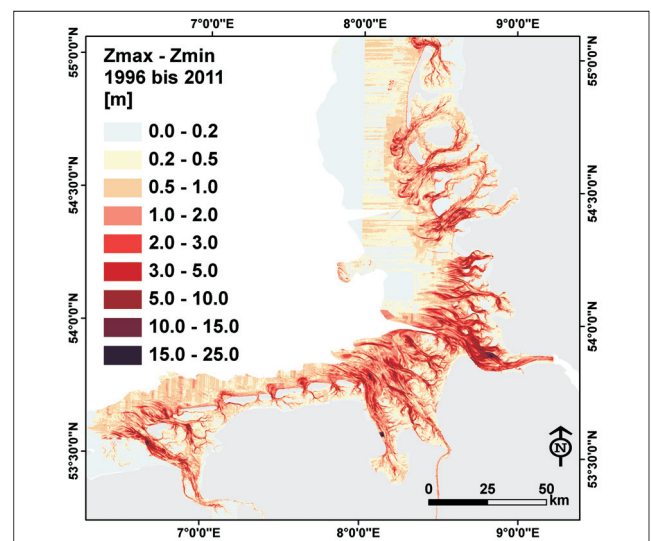 7°0'0"E 8°0'0"E 9°0'0"E
Zmax - Zmin
1996 bis 2011
[m]
0.0 - 0.2
0.2 - 0.5
0.5 - 1.0
1.0 - 2.0
2.0 - 3.0
3.0 - 5.0
5.0 - 10.0
10.0 - 15.0
15.0 - 25.0
55°0'0"N
54°30'0"N
54°0'0"N
53°30'0"N
55°0'0"N
54°30'0"N
54°0'0"N
53°30'0"N
N
0 25 50
km
7°0'0"E 8°0'0"E 9°0'0"E